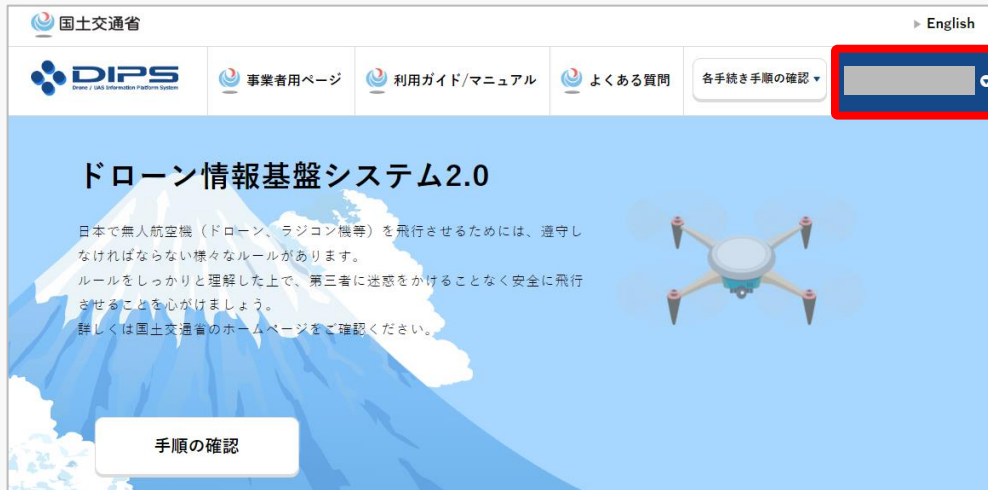 国土交通省
▶ English
DIPS
Drone / UAS Information Platform System
事業者用ページ
利用ガイド/マニュアル
よくある質問
各手続き手順の確認 ▾
ドローン情報基盤システム2.0
日本で無人航空機（ドローン、ラジコン機等）を飛行させるためには、遵守し
なければならない様々なルールがあります。
ルールをしっかりと理解した上で、第三者に迷惑をかけることなく安全に飛行
させることを心がけましょう。
詳しくは国土交通省のホームページをご確認ください。
手順の確認